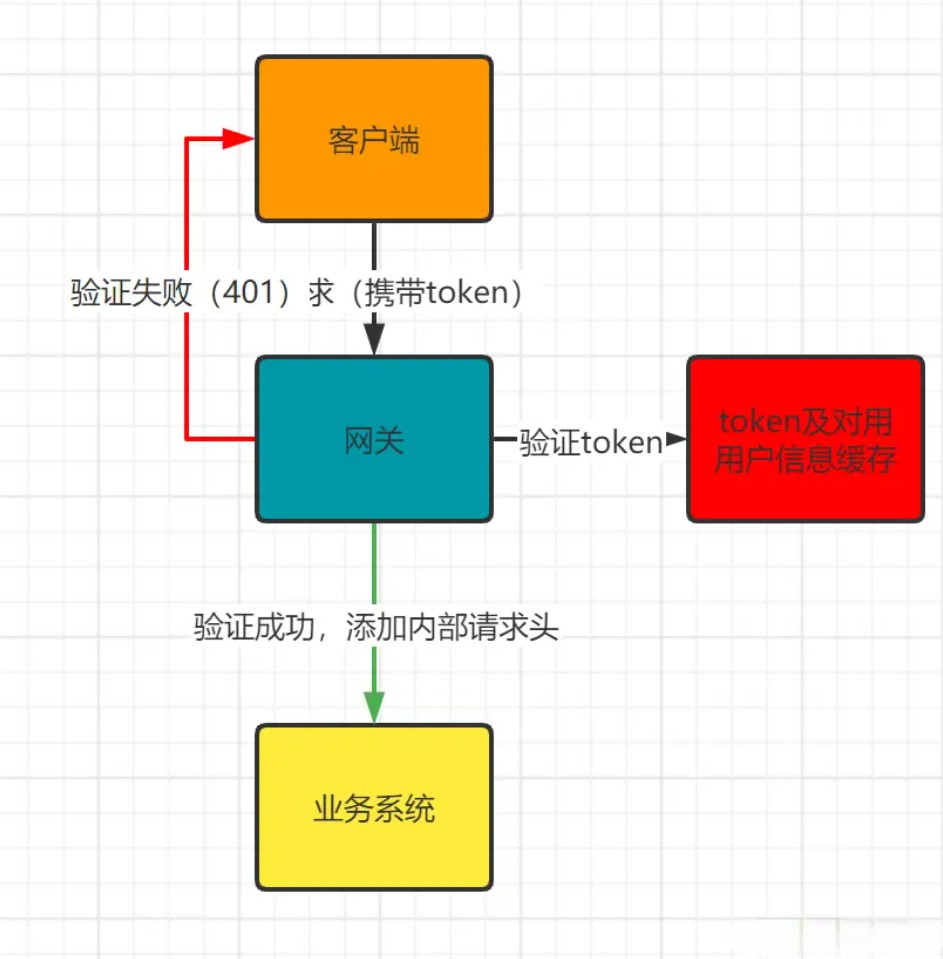 客户端
验证失败（401）求（携带token）
网关
验证token
token及对用
用户信息缓存
验证成功，添加内部请求头
业务系统